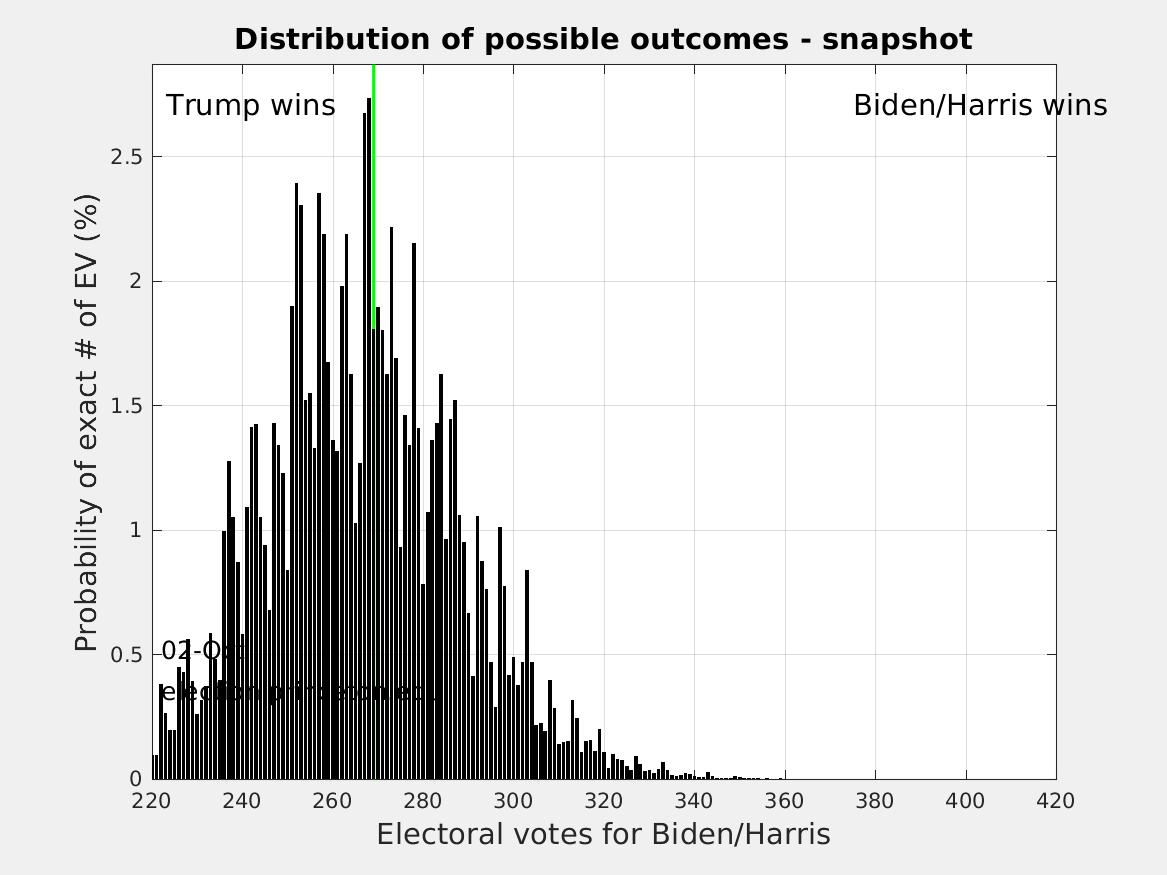 Distribution of possible outcomes - snapshot
Trump wins
Biden/Harris wins
Probability of exact # of EV (%)
2.5
2
1.5
1
0.5
0
02-Oct
220 240 260 280 300 320 340 360 380 400 420
Electoral votes for Biden/Harris